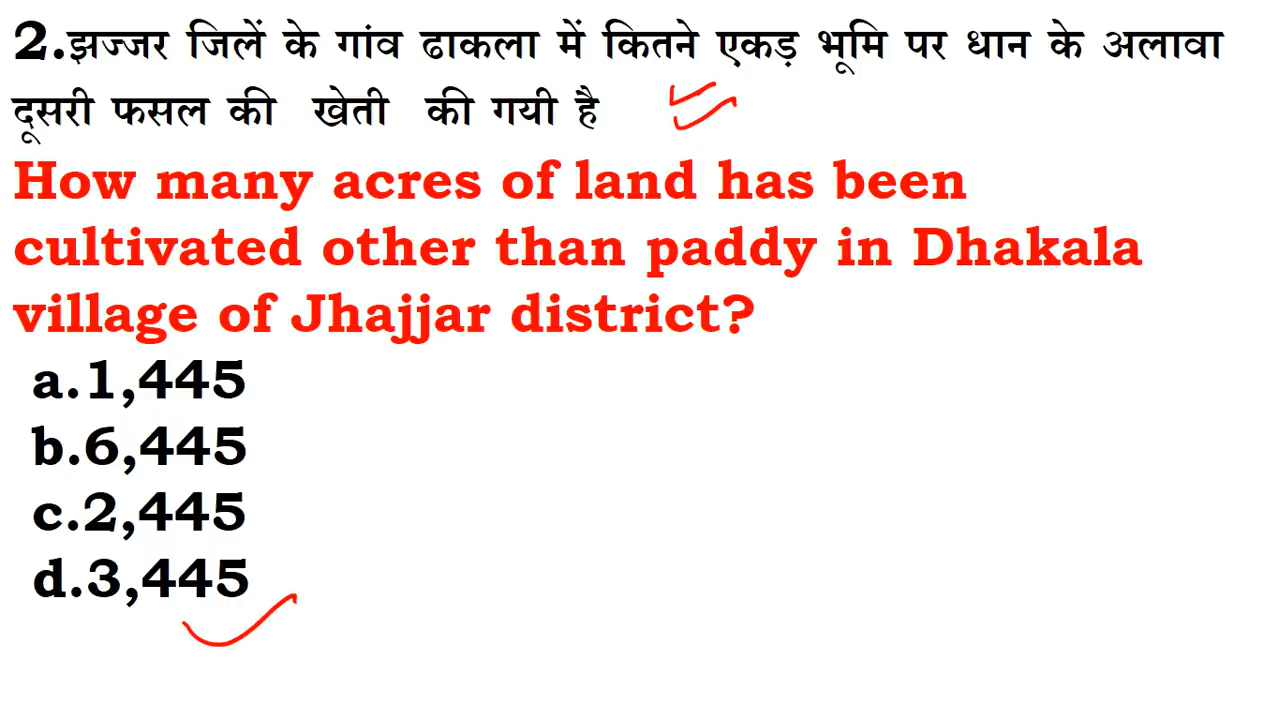 2.झज्जर जिलें के गांव ढाकला में कितने एकड़ भूमि पर धान के अलावा
दूसरी फसल की खेती की गयी है
How many acres of land has been
cultivated other than paddy in Dhakala
village of Jhajjar district?
a.1,445
b.6,445
c.2,445
d.3,445